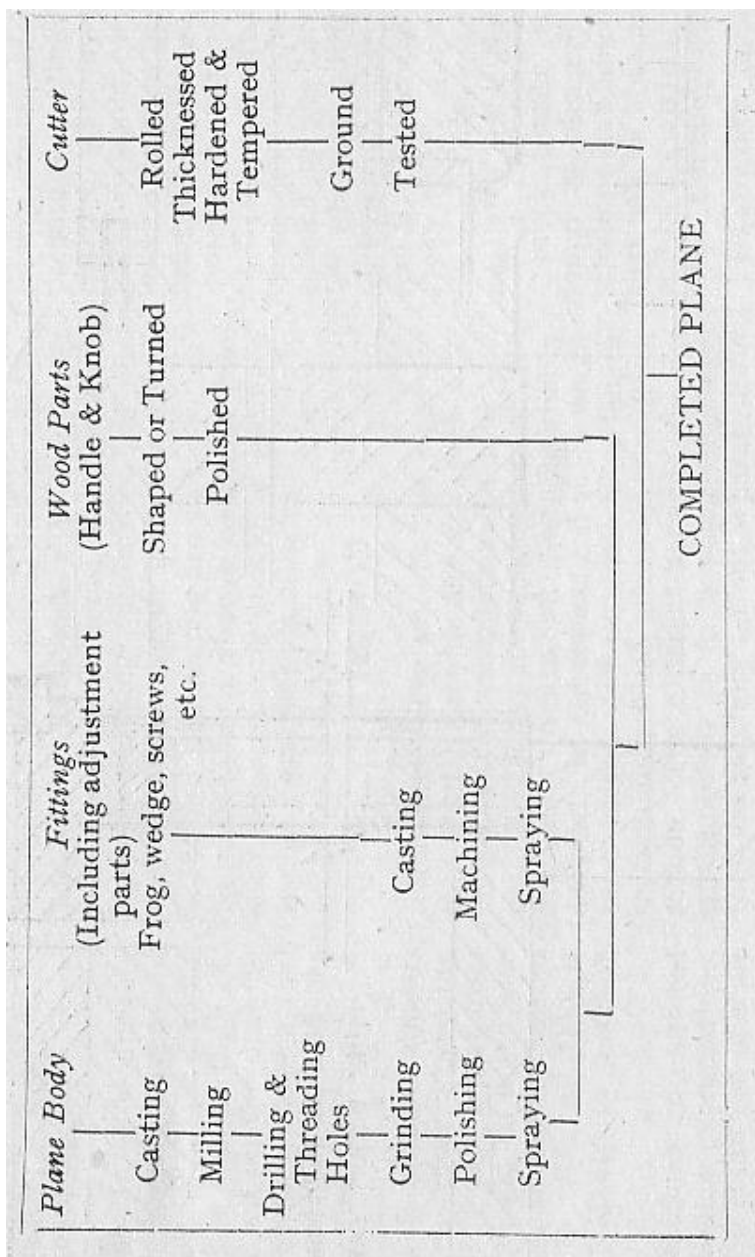 Plane Body
Casting
Milling
Drilling &
Threading
Holes
Grinding
Polishing
Spraying
Fittings
(Including adjustment
parts)
Frog, wedge, screws,
etc.
Casting
Machining
Spraying
Wood Parts
(Handle & Knob)
Shaped or Turned
Polished
Cutter
Rolled
Thicknessed
Hardened &
Tempered
Ground
Tested
COMPLETED PLANE